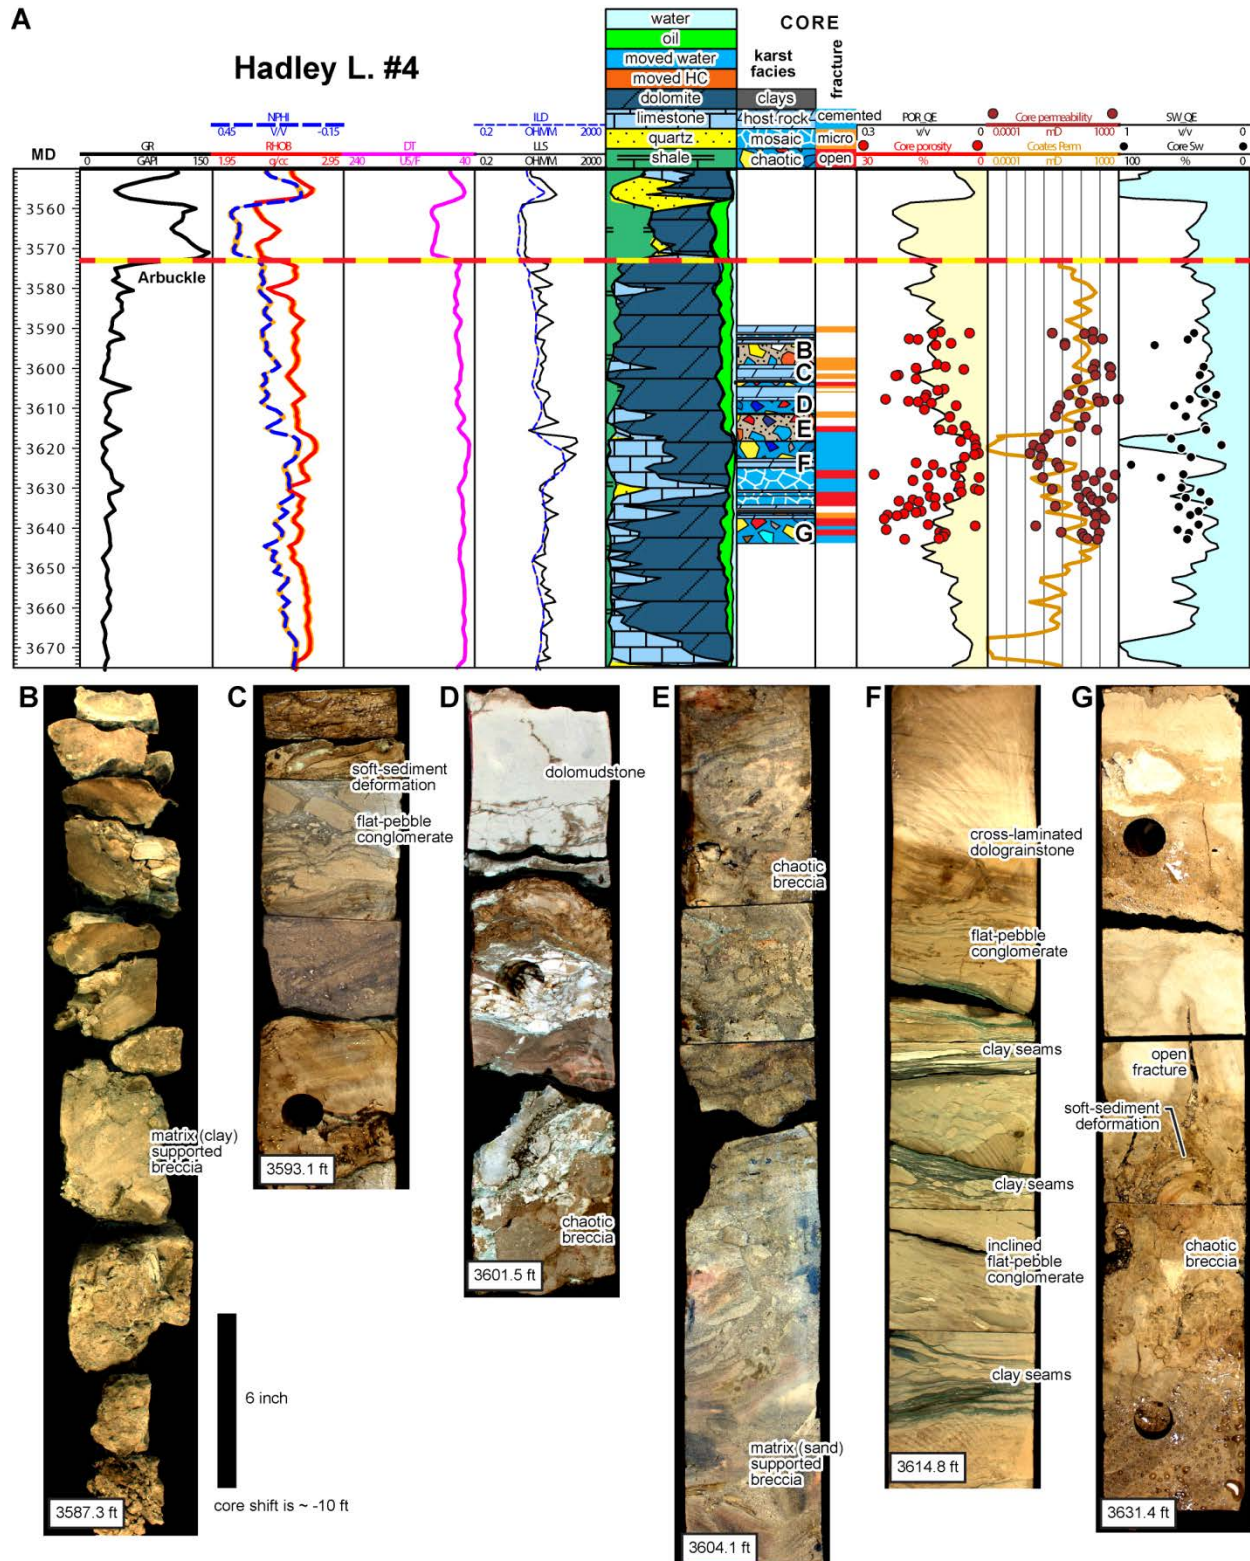 A
Hadley L. #4
water
oil
moved water
moved HC
dolomite
limestone
quartz
shale
CORE
karst
facies
fracture
clays
host rock
mosaic
chaotic
cemented
micro
open
MD
GR
0 GAPI 150
NPHI
0.45 V/V -0.15
RHOB
1.95 g/cc 2.95
DT
240 US/F 40
ILD
0.2 OHMM 2000
LLS
0.2 OHMM 2000
POR_QE
0.3 v/v 0
Core porosity
30 % 0
Core permeability
0.0001 mD 1000
Coates Perm
0.0001 mD 1000
SW_QE
1 v/v 0
Core Sw
100 % 0
3560
3570
Arbuckle
3580
3590
3600
3610
3620
3630
3640
3650
3660
3670
B
C
D
E
F
G
B
matrix (clay)
supported
breccia
3587.3 ft
6 inch
core shift is ~ -10 ft
C
soft-sediment
deformation
flat-pebble
conglomerate
3593.1 ft
D
dolomudstone
chaotic
breccia
3601.5 ft
E
chaotic
breccia
matrix (sand)
supported
breccia
3604.1 ft
F
cross-laminated
dolograinstone
flat-pebble
conglomerate
clay seams
clay seams
inclined
flat-pebble
conglomerate
clay seams
3614.8 ft
G
open
fracture
soft-sediment
deformation
chaotic
breccia
3631.4 ft